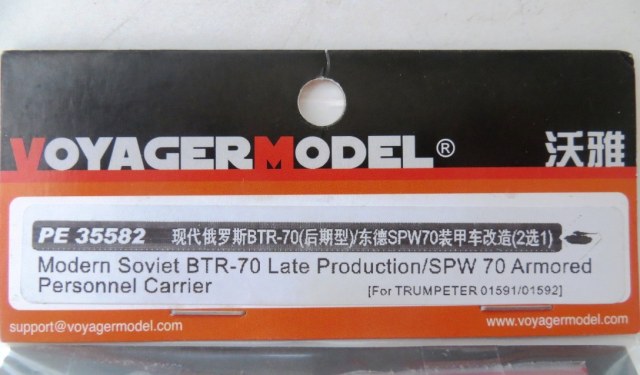 VOYAGERMODEL® 沃雅
PE 35582 现代俄罗斯BTR-70(后期型)/东德SPW70装甲车改造(2选1)
Modern Soviet BTR-70 Late Production/SPW 70 Armored
Personnel Carrier [For TRUMPETER 01591/01592]
support@voyagermodel.com www.voyagermodel.com